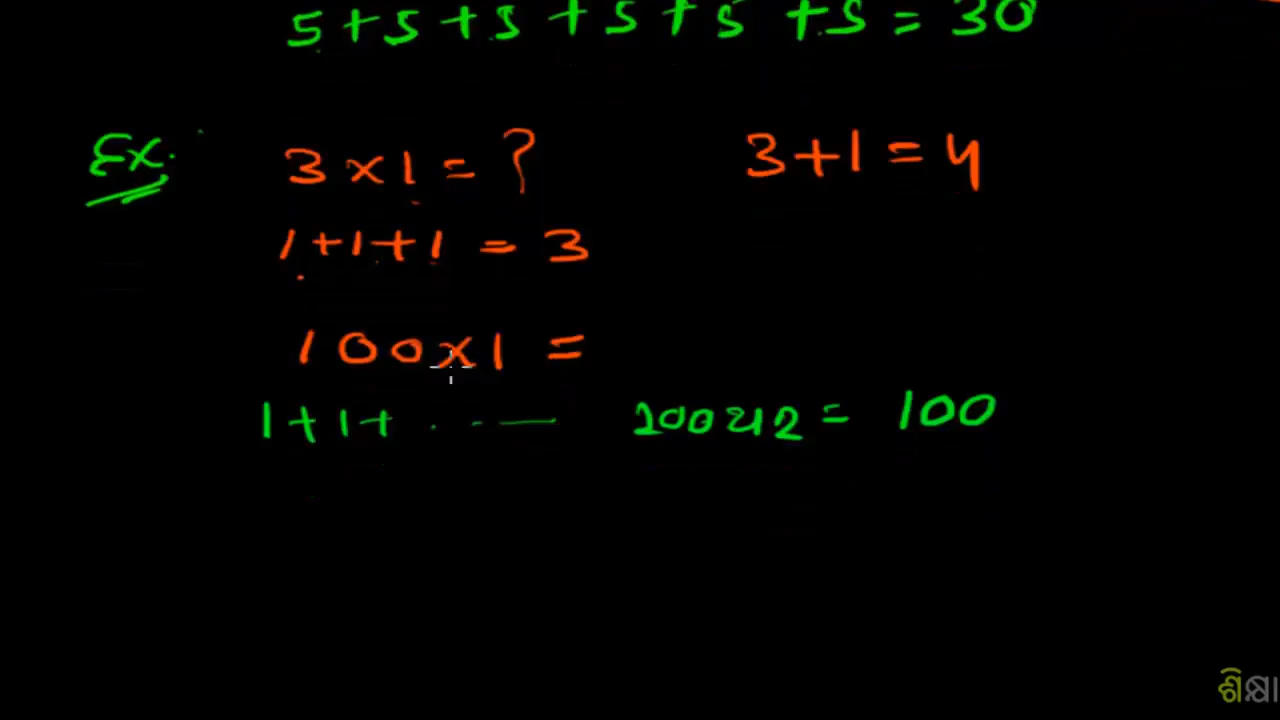 5 + 5 + 5 + 5 + 5 + 5 = 30
Ex. 3 × 1 = ? 3 + 1 = 4
1 + 1 + 1 = 3
100 × 1 =
1 + 1 + . . . — = 100
ଶିକ୍ଷା